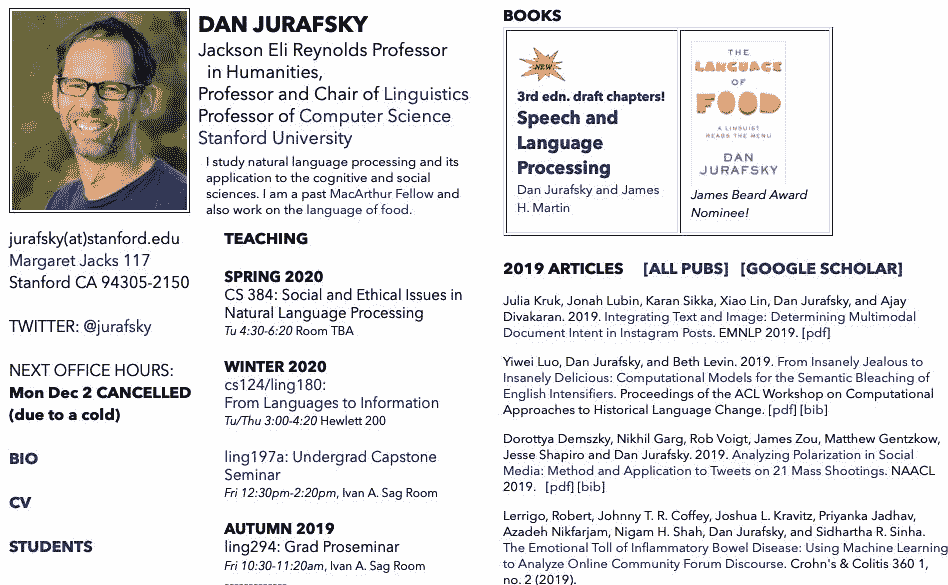 DAN JURAFSKY
Jackson Eli Reynolds Professor
in Humanities,
Professor and Chair of Linguistics
Professor of Computer Science
Stanford University
I study natural language processing and its
application to the cognitive and social
sciences. I am a past MacArthur Fellow and
also work on the language of food.
jurafsky(at)stanford.edu
Margaret Jacks 117
Stanford CA 94305-2150
TWITTER: @jurafsky
NEXT OFFICE HOURS:
Mon Dec 2 CANCELLED
(due to a cold)
BIO
CV
STUDENTS
TEACHING
SPRING 2020
CS 384: Social and Ethical Issues in
Natural Language Processing
Tu 4:30-6:20 Room TBA
WINTER 2020
cs124/ling180:
From Languages to Information
Tu/Thu 3:00-4:20 Hewlett 200
ling197a: Undergrad Capstone
Seminar
Fri 12:30pm-2:20pm, Ivan A. Sag Room
AUTUMN 2019
ling294: Grad Proseminar
Fri 10:30-11:20am, Ivan A. Sag Room
------------
BOOKS
NEW
3rd edn. draft chapters!
Speech and
Language
Processing
Dan Jurafsky and James
H. Martin
THE
LANGUAGE
OF
FOOD
A LINGUIST
READS THE MENU
DAN
JURAFSKY
James Beard Award
Nominee!
2019 ARTICLES [ALL PUBS] [GOOGLE SCHOLAR]
Julia Kruk, Jonah Lubin, Karan Sikka, Xiao Lin, Dan Jurafsky, and Ajay
Divakaran. 2019. Integrating Text and Image: Determining Multimodal
Document Intent in Instagram Posts. EMNLP 2019. [pdf]
Yiwei Luo, Dan Jurafsky, and Beth Levin. 2019. From Insanely Jealous to
Insanely Delicious: Computational Models for the Semantic Bleaching of
English Intensifiers. Proceedings of the ACL Workshop on Computational
Approaches to Historical Language Change. [pdf] [bib]
Dorottya Demszky, Nikhil Garg, Rob Voigt, James Zou, Matthew Gentzkow,
Jesse Shapiro and Dan Jurafsky. 2019. Analyzing Polarization in Social
Media: Method and Application to Tweets on 21 Mass Shootings. NAACL
2019. [pdf] [bib]
Lerrigo, Robert, Johnny T. R. Coffey, Joshua L. Kravitz, Priyanka Jadhav,
Azadeh Nikfarjam, Nigam H. Shah, Dan Jurafsky, and Sidhartha R. Sinha.
The Emotional Toll of Inflammatory Bowel Disease: Using Machine Learning
to Analyze Online Community Forum Discourse. Crohn's & Colitis 360 1,
no. 2 (2019).